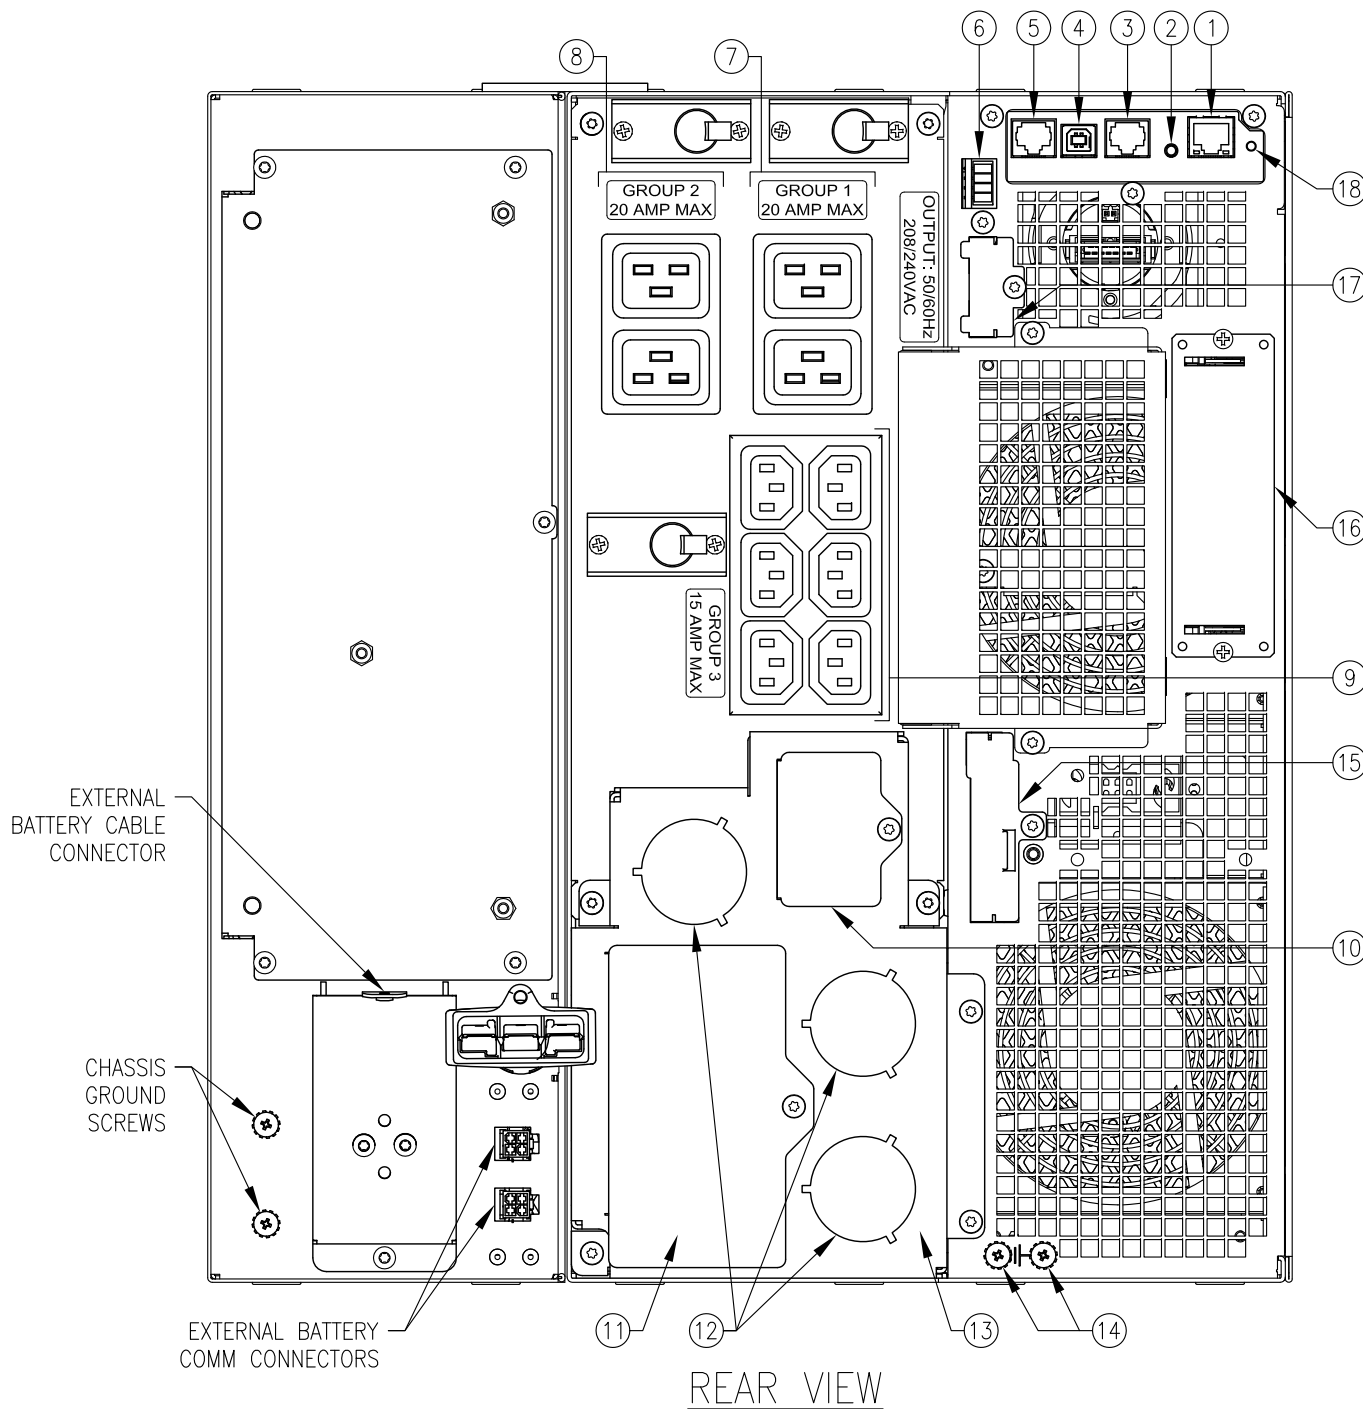 6
5
4
3
2
1
8
7
18
GROUP 2
20 AMP MAX
GROUP 1
20 AMP MAX
OUTPUT: 50/60Hz
208/240VAC
17
16
GROUP 3
15 AMP MAX
9
15
EXTERNAL
BATTERY CABLE
CONNECTOR
10
CHASSIS
GROUND
SCREWS
EXTERNAL BATTERY
COMM CONNECTORS
11
12
13
14
REAR VIEW